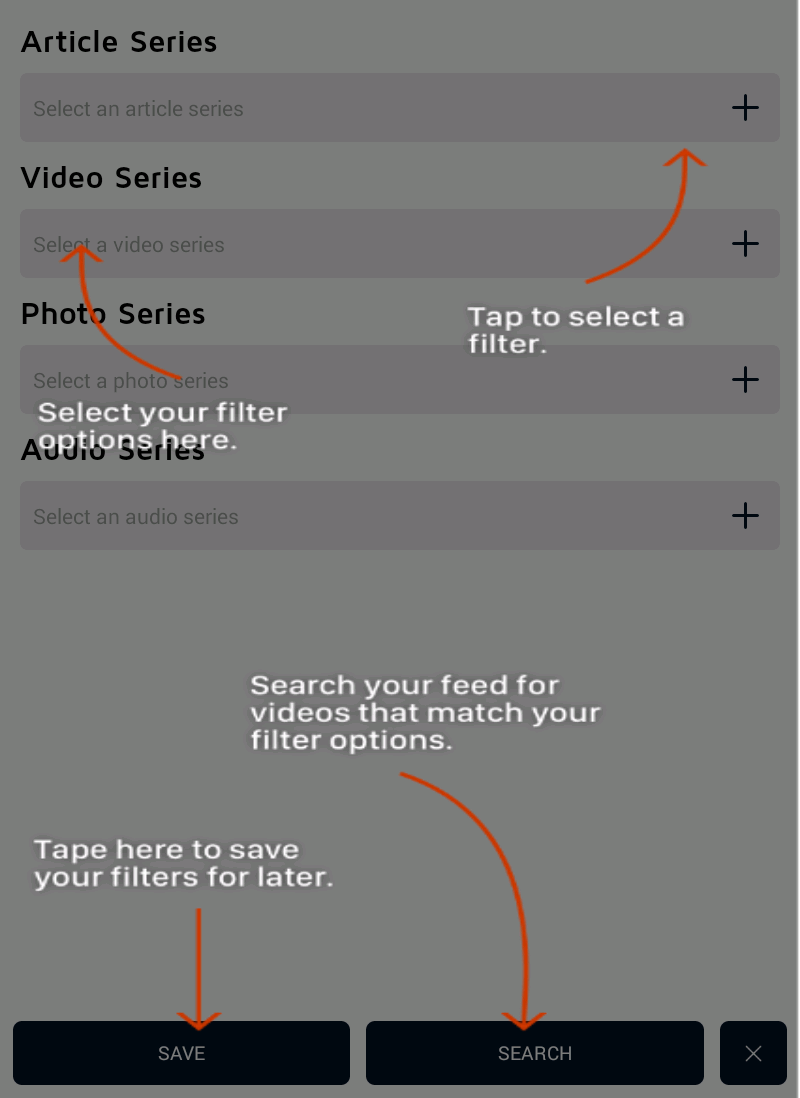 Article Series
Select an article series
Video Series
Select a video series
Photo Series
Tap to select a
filter.
Select a photo series
Select your filter
options here.
Audio Series
Select an audio series
Search your feed for
videos that match your
filter options.
Tape here to save
your filters for later.
SAVE
SEARCH